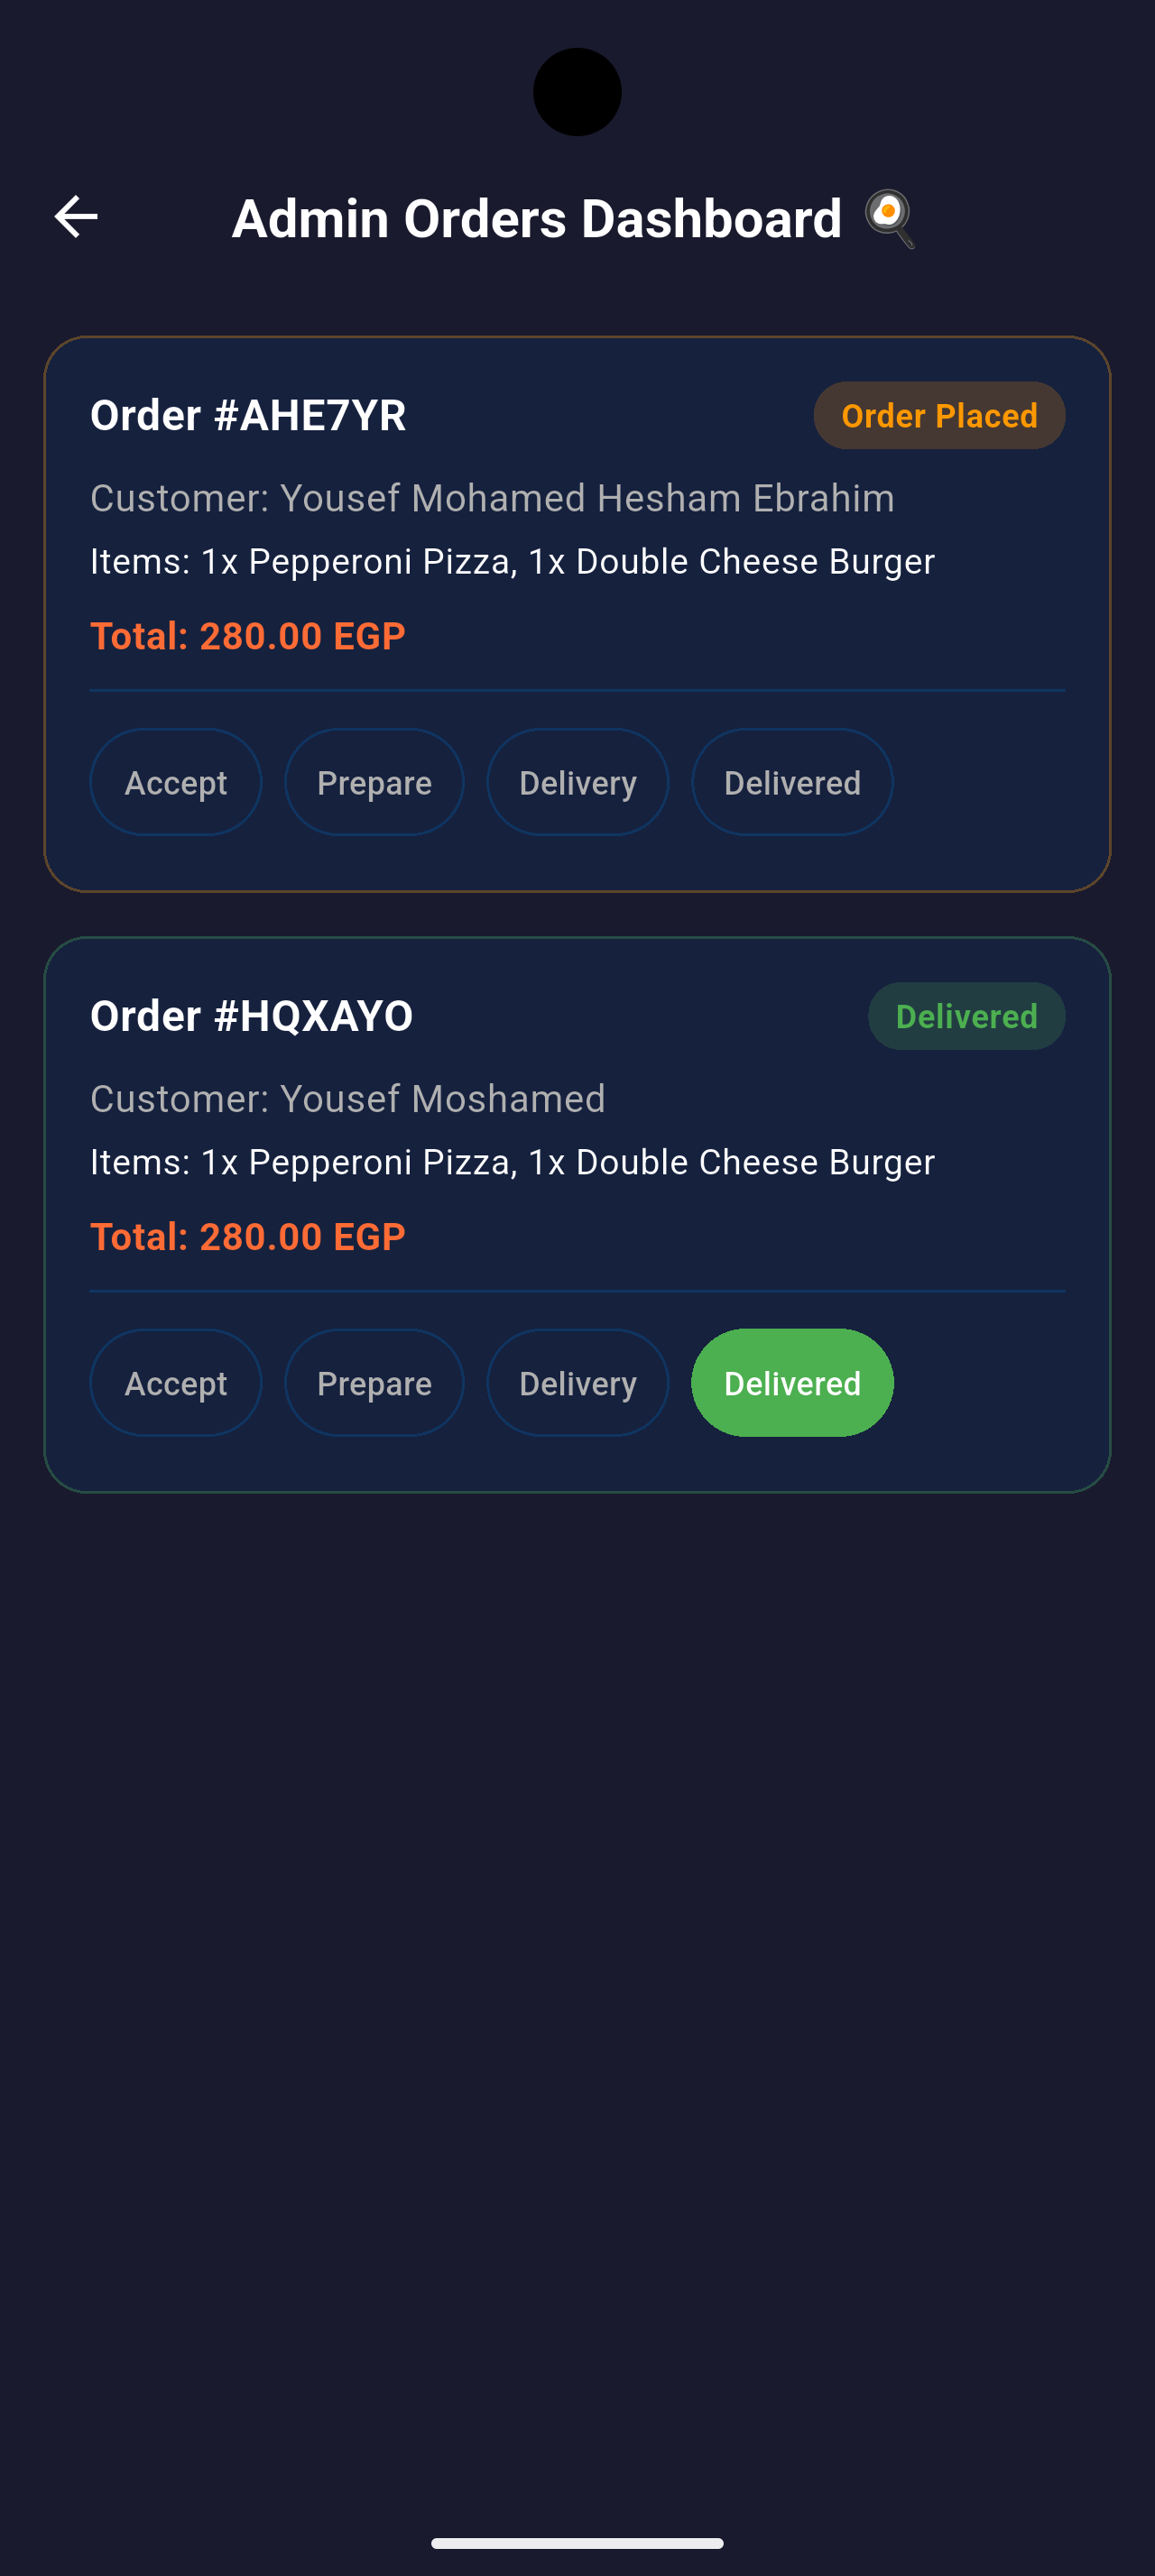 Admin Orders Dashboard 🍳
Order #AHE7YR
Order Placed
Customer: Yousef Mohamed Hesham Ebrahim
Items: 1x Pepperoni Pizza, 1x Double Cheese Burger
Total: 280.00 EGP
Accept Prepare Delivery Delivered
Order #HQXAYO
Delivered
Customer: Yousef Moshamed
Items: 1x Pepperoni Pizza, 1x Double Cheese Burger
Total: 280.00 EGP
Accept Prepare Delivery Delivered